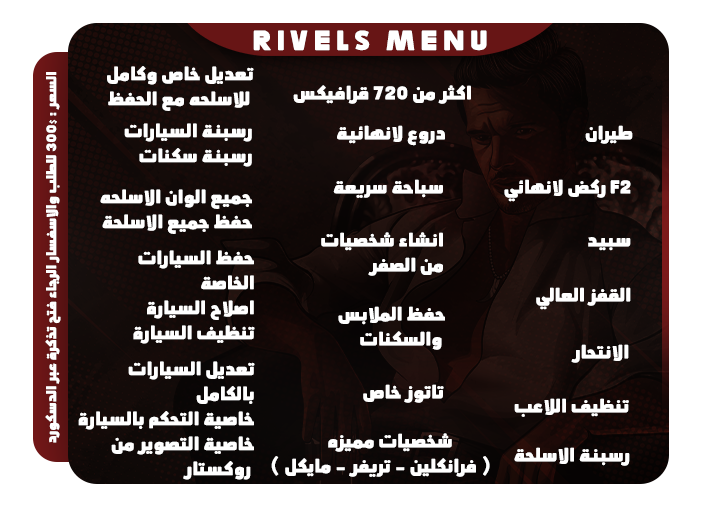 RIVELS MENU
طيران
F2 ركض لانهائي
سبيد
القفز العالي
الانتحار
تنظيف اللاعب
رسبنة الاسلحة
اكثر من 720 قرافيكس
دروع لانهائية
سباحة سريعة
انشاء شخصيات
من الصفر
حفظ الملابس
والسكنات
تاتوز خاص
شخصيات مميزه
( فرانكلين - تريفر - مايكل )
تعديل خاص وكامل
للاسلحه مع الحفظ
رسبنة السيارات
رسبنة سكنات
جميع الوان الاسلحه
حفظ جميع الاسلحة
حفظ السيارات
الخاصة
اصلاح السيارة
تنظيف السيارة
تعديل السيارات
بالكامل
خاصية التحكم بالسيارة
خاصية التصوير من
روكستار
السعر : 300$ للطلب والاسفسار الرجاء فتح تذكرة عبر الدسكورد